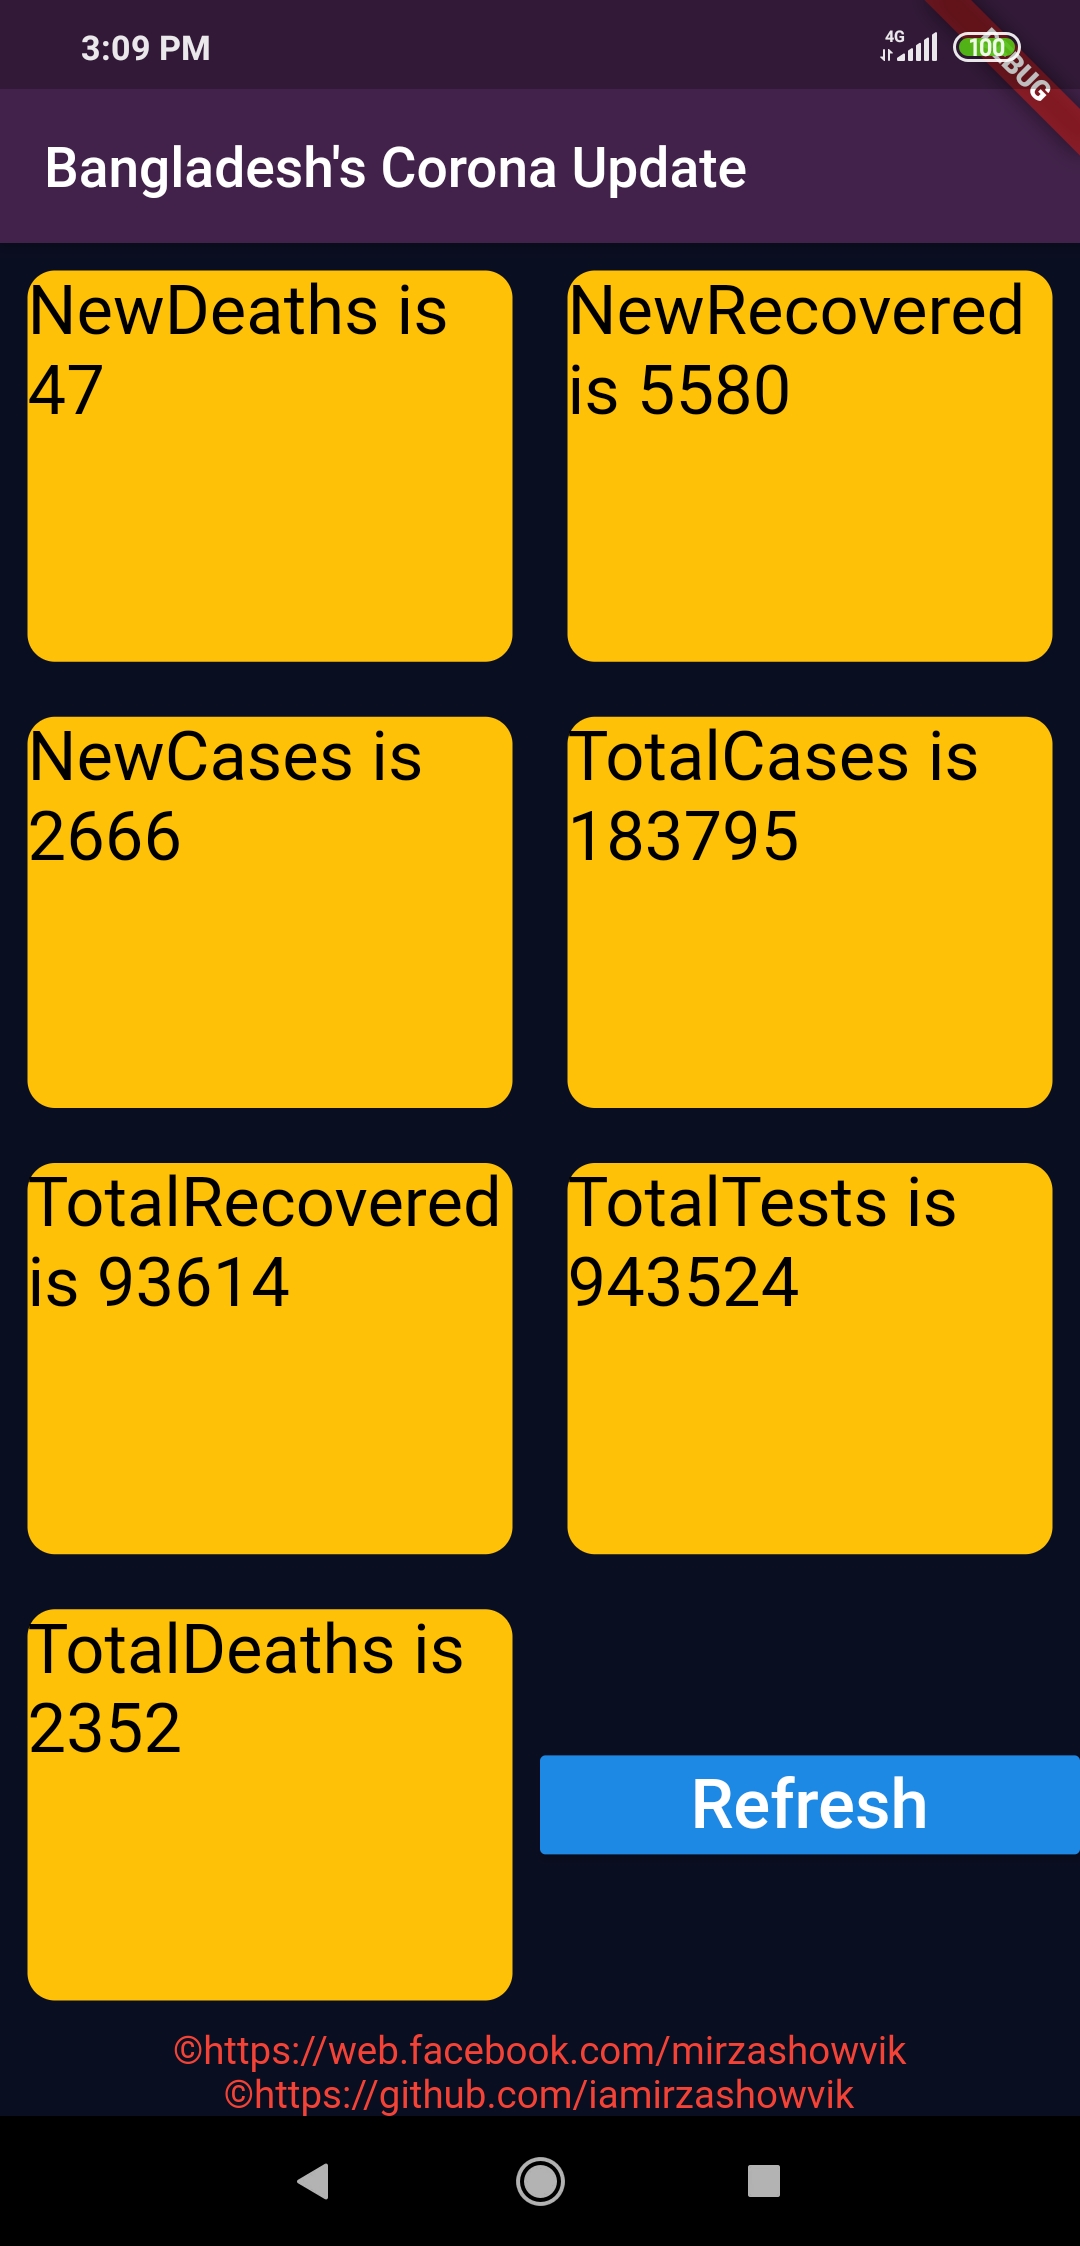 3:09 PM
4G
100
DEBUG
Bangladesh's Corona Update
NewDeaths is
47
NewRecovered
is 5580
NewCases is
2666
TotalCases is
183795
TotalRecovered
is 93614
TotalTests is
943524
TotalDeaths is
2352
Refresh
©https://web.facebook.com/mirzashowvik
©https://github.com/iamirzashowvik